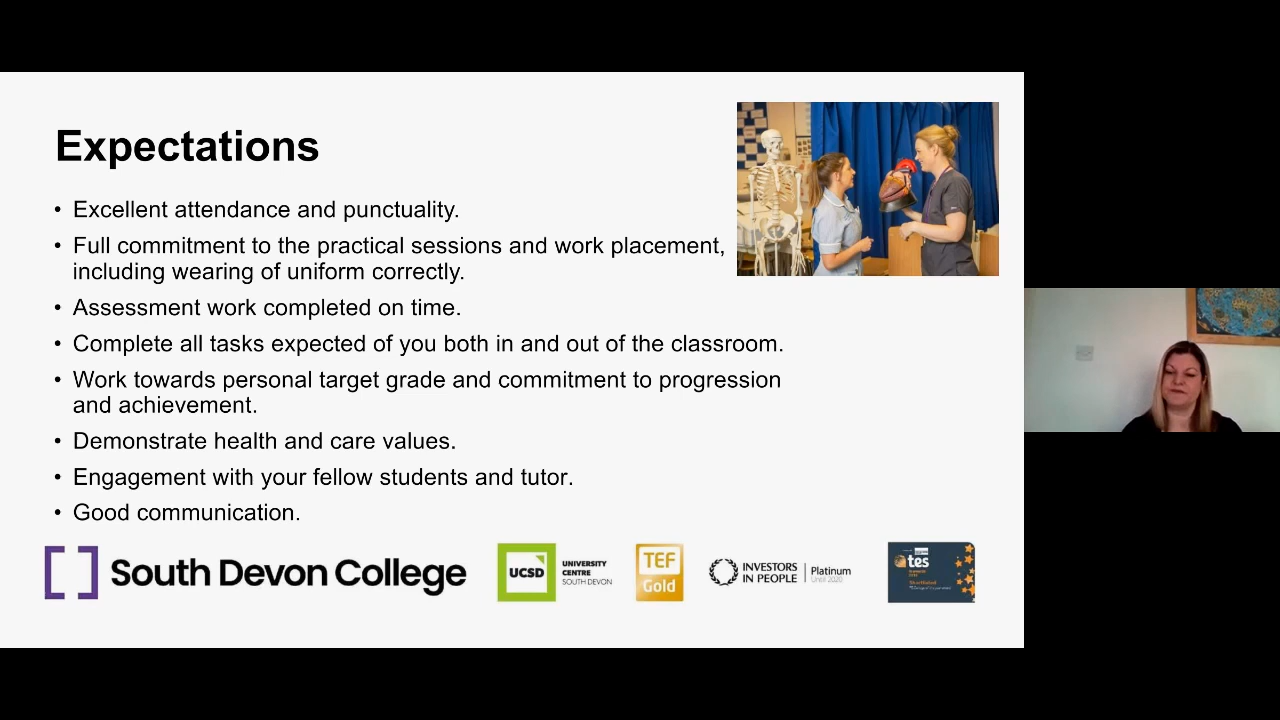 Expectations
• Excellent attendance and punctuality.
• Full commitment to the practical sessions and work placement,
including wearing of uniform correctly.
• Assessment work completed on time.
• Complete all tasks expected of you both in and out of the classroom.
• Work towards personal target grade and commitment to progression
and achievement.
• Demonstrate health and care values.
• Engagement with your fellow students and tutor.
• Good communication.
South Devon College
UCSD
UNIVERSITY
CENTRE
SOUTH DEVON
TEF
Gold
INVESTORS
IN PEOPLE
Platinum
Until 2020
tes